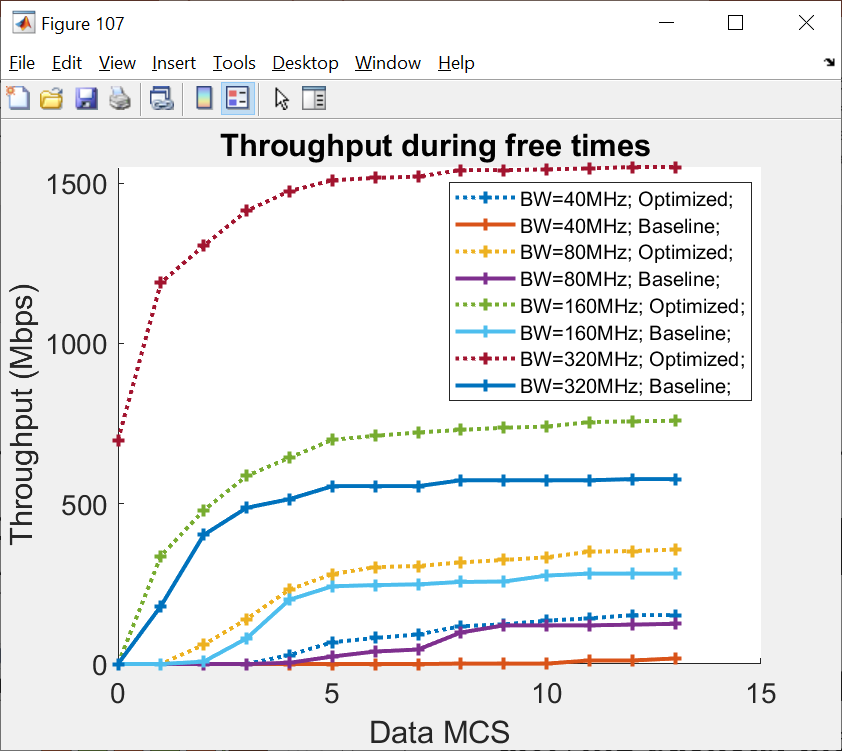 Figure 107
File Edit View Insert Tools Desktop Window Help
Throughput during free times
Throughput (Mbps)
1500
1000
500
0
BW=40MHz; Optimized;
BW=40MHz; Baseline;
BW=80MHz; Optimized;
BW=80MHz; Baseline;
BW=160MHz; Optimized;
BW=160MHz; Baseline;
BW=320MHz; Optimized;
BW=320MHz; Baseline;
0 5 10 15
Data MCS